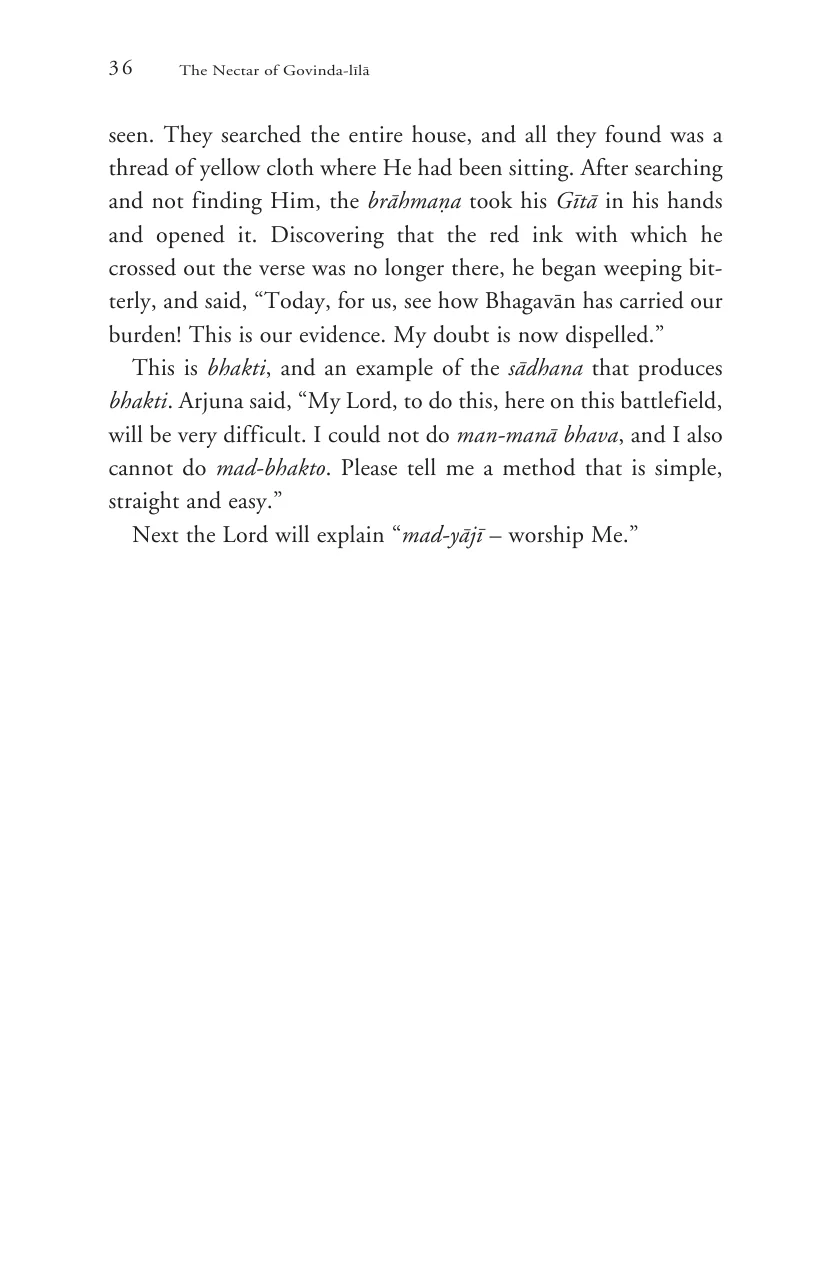 36 The Nectar of Govinda-līlā
seen. They searched the entire house, and all they found was a
thread of yellow cloth where He had been sitting. After searching
and not finding Him, the brāhmaṇa took his Gītā in his hands
and opened it. Discovering that the red ink with which he
crossed out the verse was no longer there, he began weeping bit-
terly, and said, “Today, for us, see how Bhagavān has carried our
burden! This is our evidence. My doubt is now dispelled.”
This is bhakti, and an example of the sādhana that produces
bhakti. Arjuna said, “My Lord, to do this, here on this battlefield,
will be very difficult. I could not do man-manā bhava, and I also
cannot do mad-bhakto. Please tell me a method that is simple,
straight and easy.”
Next the Lord will explain “mad-yājī – worship Me.”